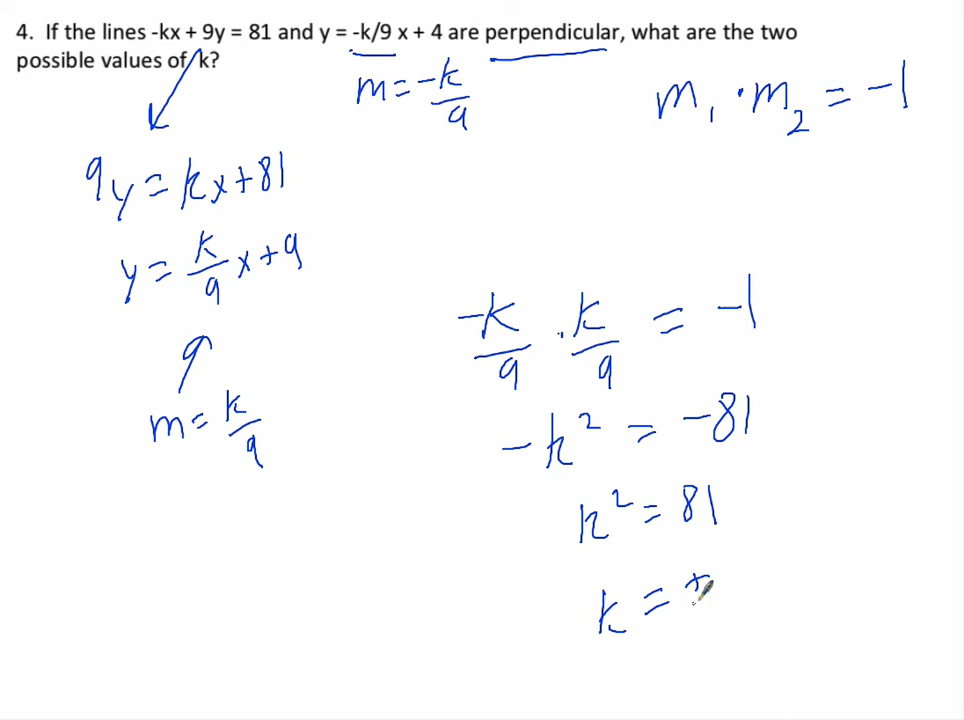 4. If the lines -kx + 9y = 81 and y = -k/9 x + 4 are perpendicular, what are the two
possible values of k?
m = -k/9
m₁ · m₂ = -1
9y = kx + 81
y = k/9 x + 9
m = k/9
-k/9 · k/9 = -1
-k² = -81
k² = 81
k = ±